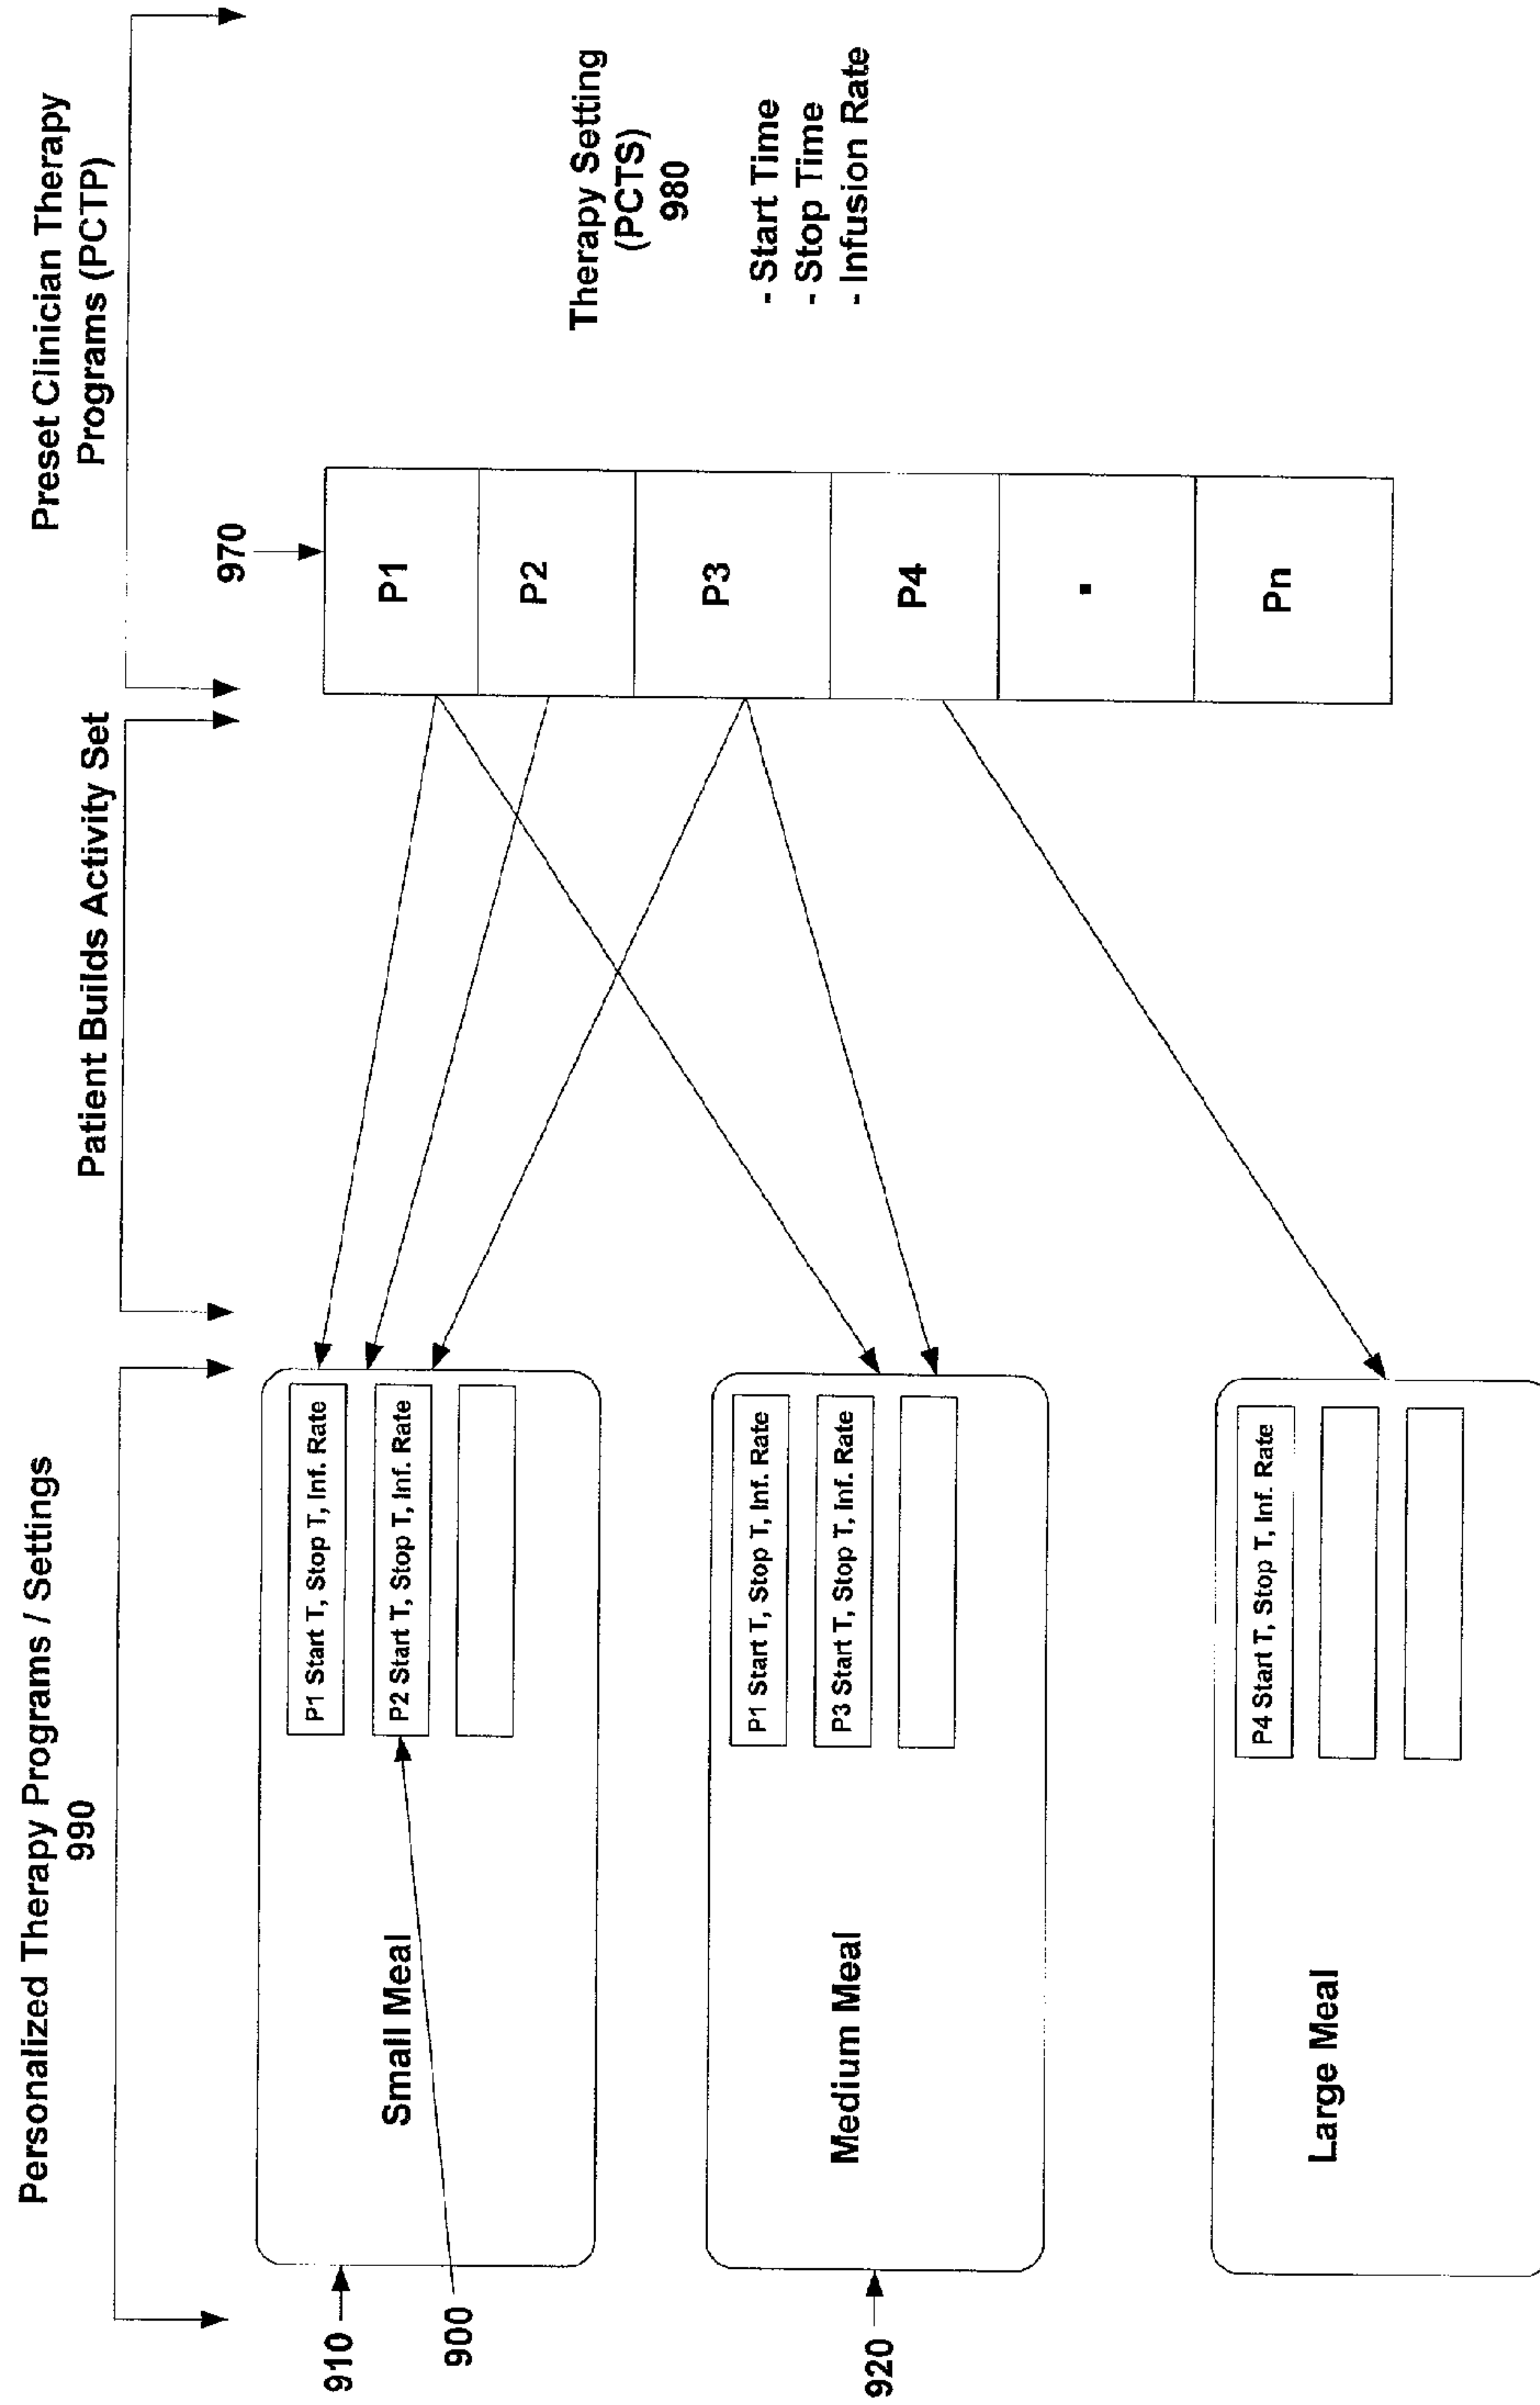 Personalized Therapy Programs / Settings
990
Patient Builds Activity Set
Preset Clinician Therapy
Programs (PCTP)
910
900
Small Meal
P1 Start T, Stop T, Inf. Rate
P2 Start T, Stop T, Inf. Rate
920
Medium Meal
P1 Start T, Stop T, Inf. Rate
P3 Start T, Stop T, Inf. Rate
Large Meal
P4 Start T, Stop T, Inf. Rate
970
P1
P2
P3
P4
.
Pn
Therapy Setting
(PCTS)
980
- Start Time
- Stop Time
- Infusion Rate